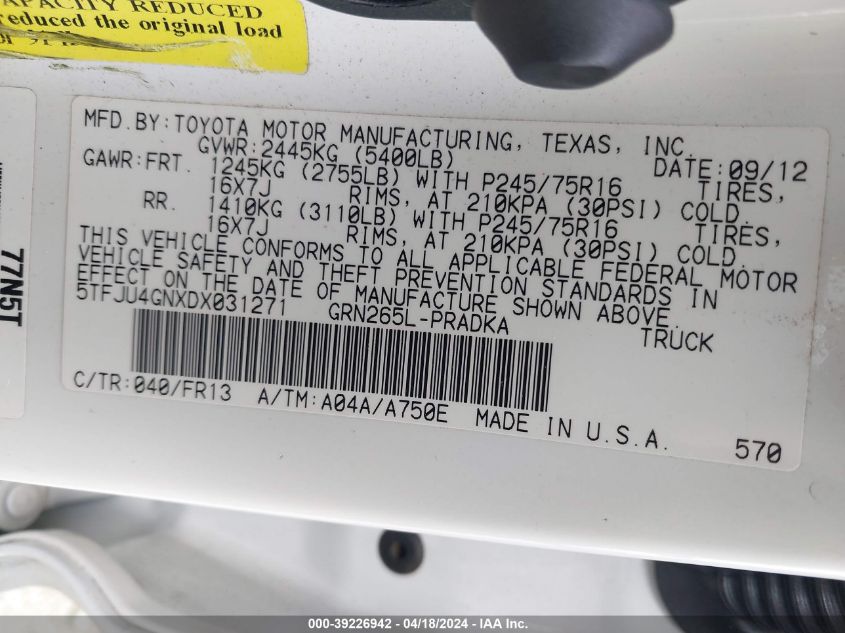 CAPACITY REDUCED
reduced the original load
77N5T
MFD.BY:TOYOTA MOTOR MANUFACTURING, TEXAS, INC.
GVWR:2445KG (5400LB) DATE:09/12
GAWR:FRT. 1245KG (2755LB) WITH P245/75R16 TIRES,
16X7J RIMS, AT 210KPA (30PSI) COLD.
RR. 1410KG (3110LB) WITH P245/75R16 TIRES,
16X7J RIMS, AT 210KPA (30PSI) COLD.
THIS VEHICLE CONFORMS TO ALL APPLICABLE FEDERAL MOTOR
VEHICLE SAFETY AND THEFT PREVENTION STANDARDS IN
EFFECT ON THE DATE OF MANUFACTURE SHOWN ABOVE.
5TFJU4GNXDX031271 GRN265L-PRADKA TRUCK
C/TR:040/FR13 A/TM:A04A/A750E MADE IN U.S.A. 570
000-39226942 - 04/18/2024 - IAA Inc.